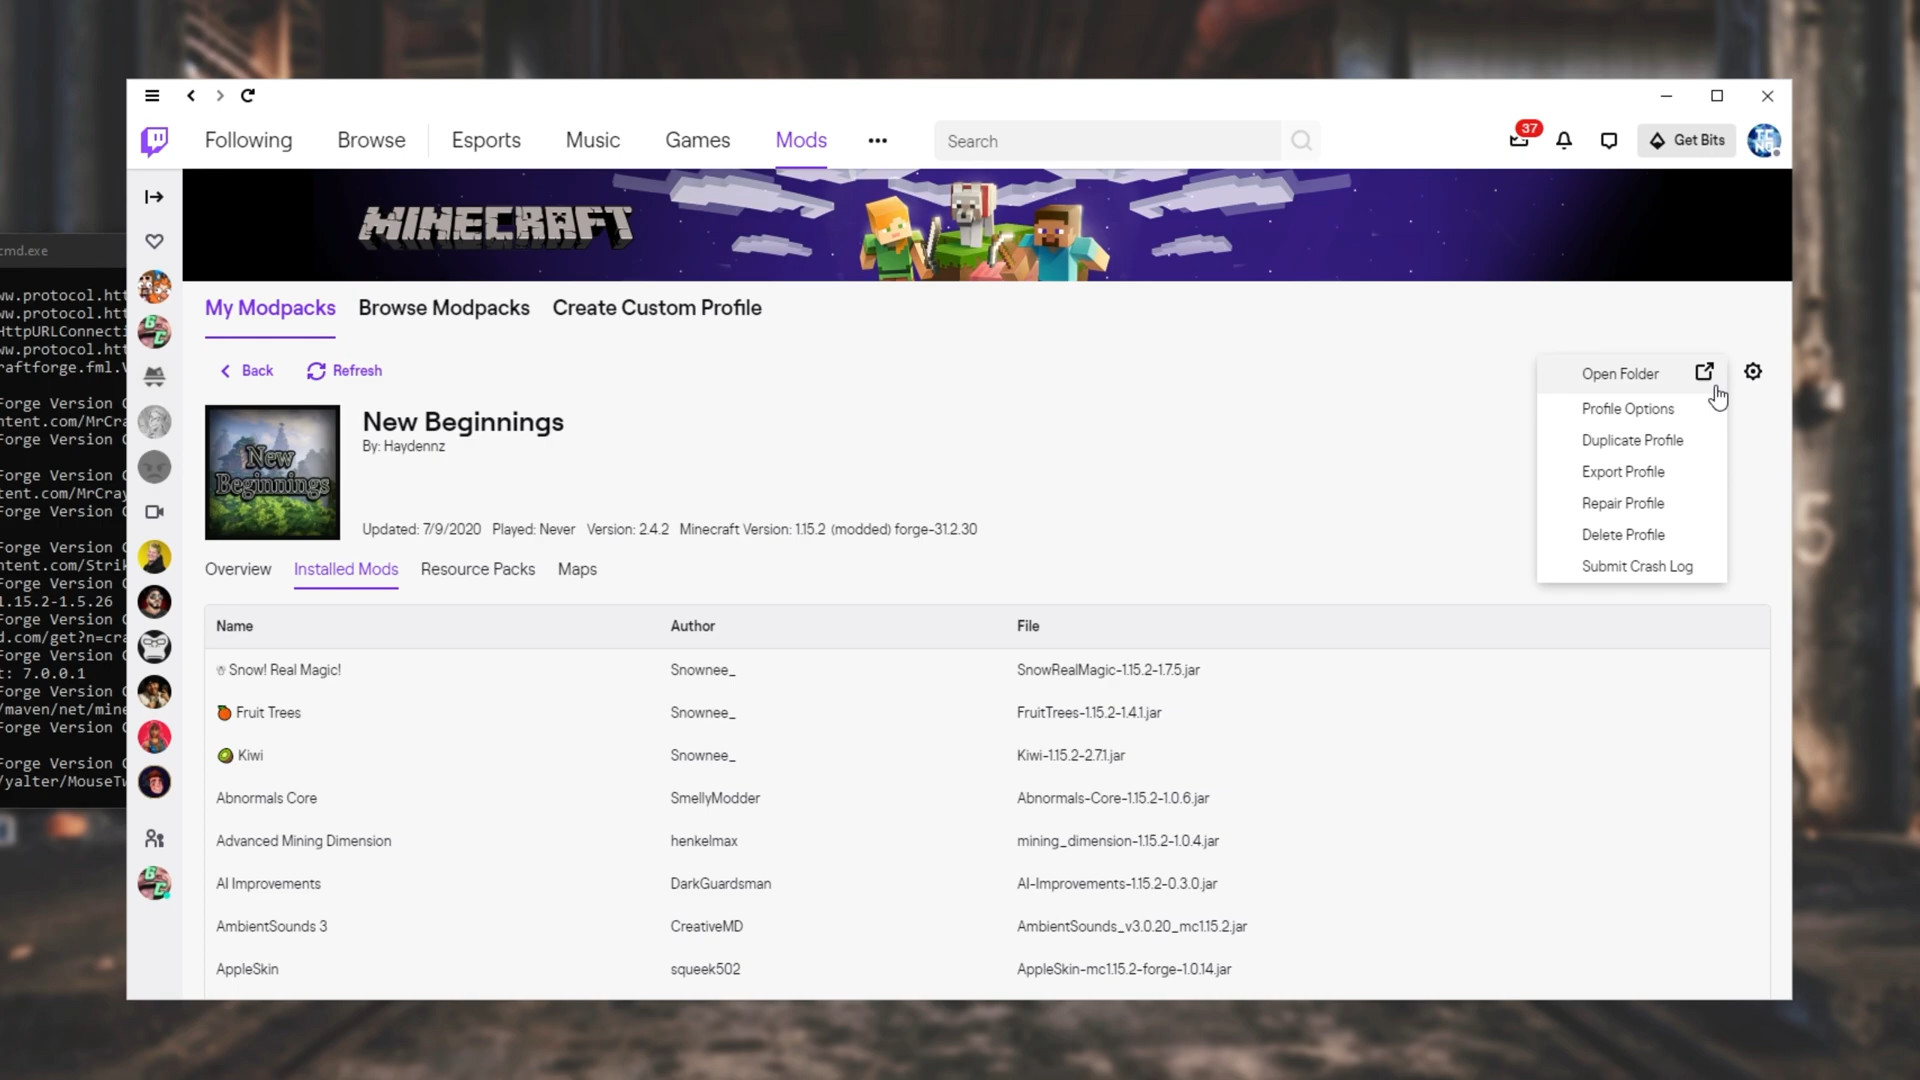 Following
Browse
Esports
Music
Games
Mods
Search
37
Get Bits
MINECRAFT
My Modpacks
Browse Modpacks
Create Custom Profile
Back
Refresh
Open Folder
Profile Options
Duplicate Profile
Export Profile
Repair Profile
Delete Profile
Submit Crash Log
New Beginnings
By: Haydennz
New
Beginnings
Updated: 7/9/2020 Played: Never Version: 2.4.2 Minecraft Version: 1.15.2 (modded) forge-31.2.30
Overview
Installed Mods
Resource Packs
Maps
Name Author File
Snow! Real Magic! Snownee_ SnowRealMagic-1.15.2-1.7.5.jar
Fruit Trees Snownee_ FruitTrees-1.15.2-1.4.1.jar
Kiwi Snownee_ Kiwi-1.15.2-2.7.1.jar
Abnormals Core SmellyModder Abnormals-Core-1.15.2-1.0.6.jar
Advanced Mining Dimension henkelmax mining_dimension-1.15.2-1.0.4.jar
AI Improvements DarkGuardsman AI-Improvements-1.15.2-0.3.0.jar
AmbientSounds 3 CreativeMD AmbientSounds_v3.0.20_mc1.15.2.jar
AppleSkin squeek502 AppleSkin-mc1.15.2-forge-1.0.14.jar
cmd.exe
ww.protocol.htt
ww.protocol.htt
HttpURLConnecti
ww.protocol.htt
raftforge.fml.V
Forge Version C
ntent.com/MrCra
Forge Version C
Forge Version C
tent.com/MrCray
Forge Version C
Forge Version C
ntent.com/Strik
Forge Version C
1.15.2-1.5.26
Forge Version C
d.com/get?n=cra
Forge Version C
t: 7.0.0.1
Forge Version C
/maven/net/mine
Forge Version C
Forge Version C
/yalter/MouseTw